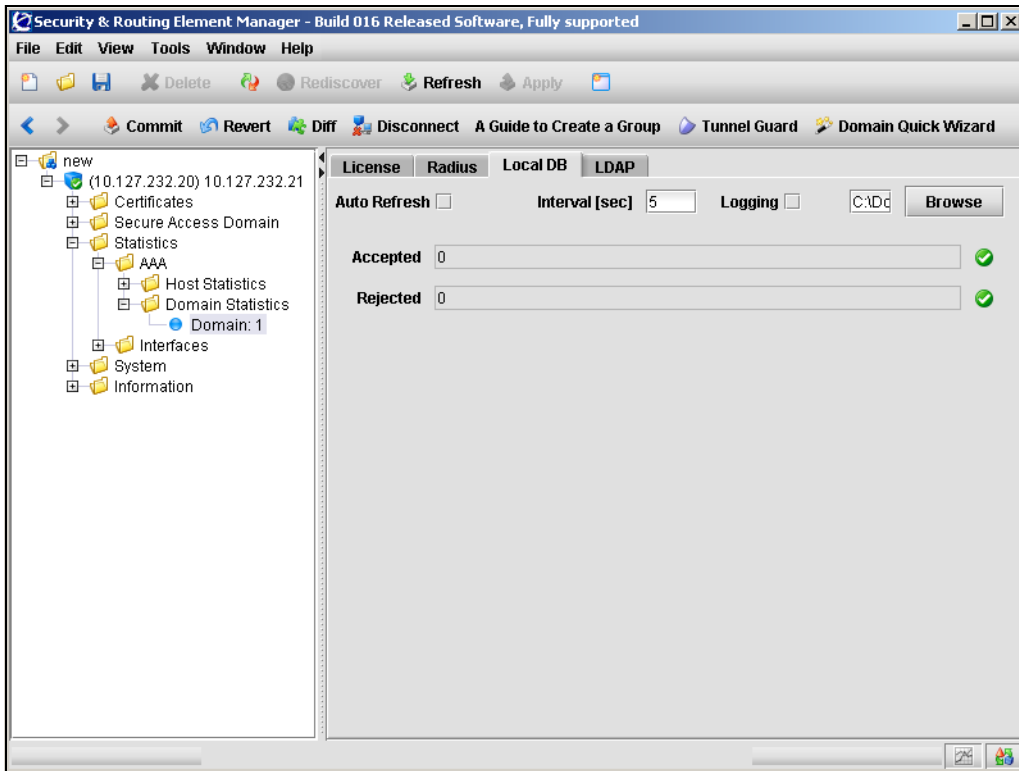 Security & Routing Element Manager - Build 016 Released Software, Fully supported
File Edit View Tools Window Help
Delete Rediscover Refresh Apply
Commit Revert Diff Disconnect A Guide to Create a Group Tunnel Guard Domain Quick Wizard
new
(10.127.232.20) 10.127.232.21
Certificates
Secure Access Domain
Statistics
AAA
Host Statistics
Domain Statistics
Domain: 1
Interfaces
System
Information
License Radius Local DB LDAP
Auto Refresh Interval [sec] 5 Logging C:\Dc Browse
Accepted 0
Rejected 0